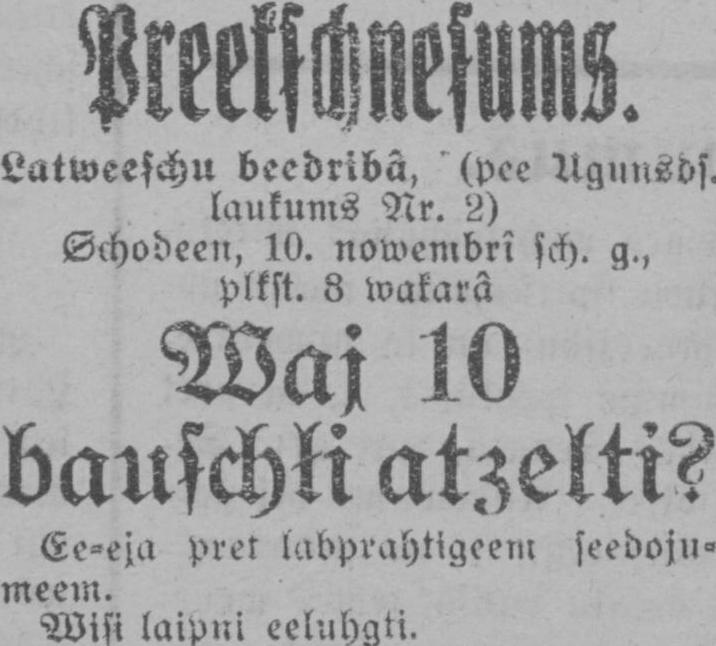 Preekſchneſums.
Latweeſchu beedribâ, (pee Ugunsdſ.
laukums Nr. 2)
Schodeen, 10. nowembrî ſch. g.,
plkſt. 8 wakarâ
Waj 10
bauſchli atzelti?
Ee=eja pret labprahtigeem ſeedoju=
meem.
Wiſi laipni eeluhgti.